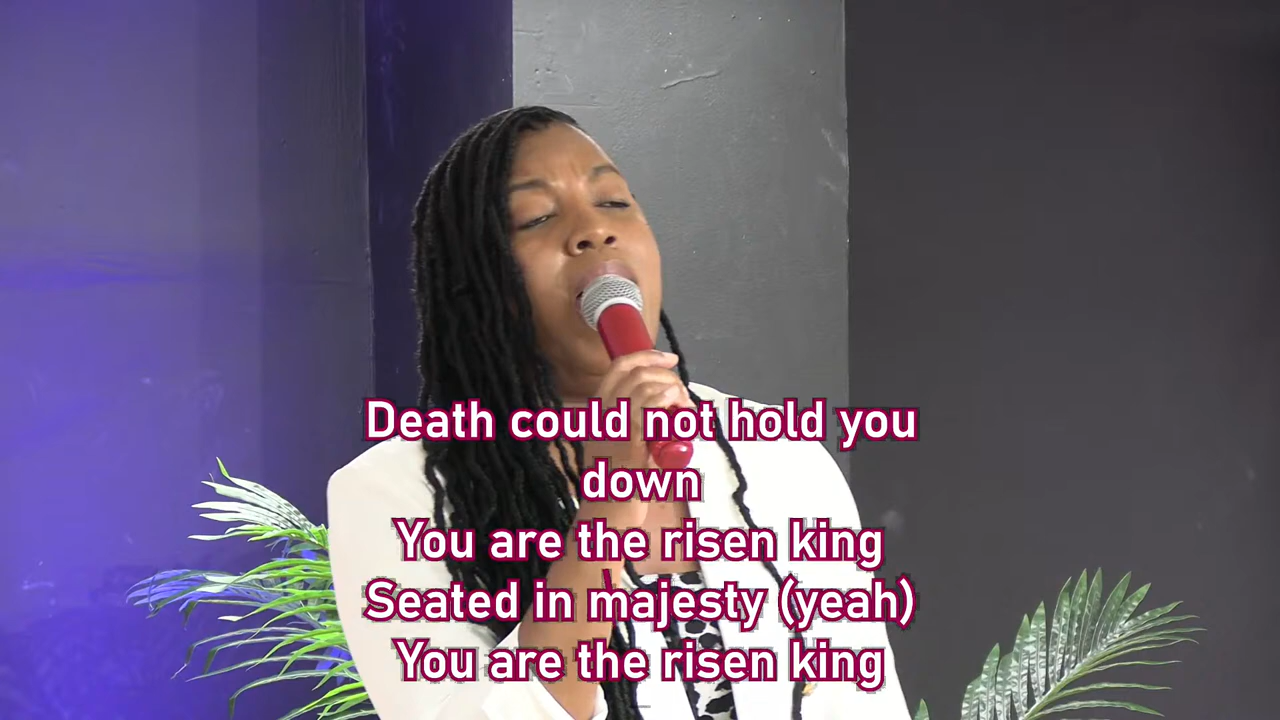 Death could not hold you
down
You are the risen king
Seated in majesty (yeah)
You are the risen king